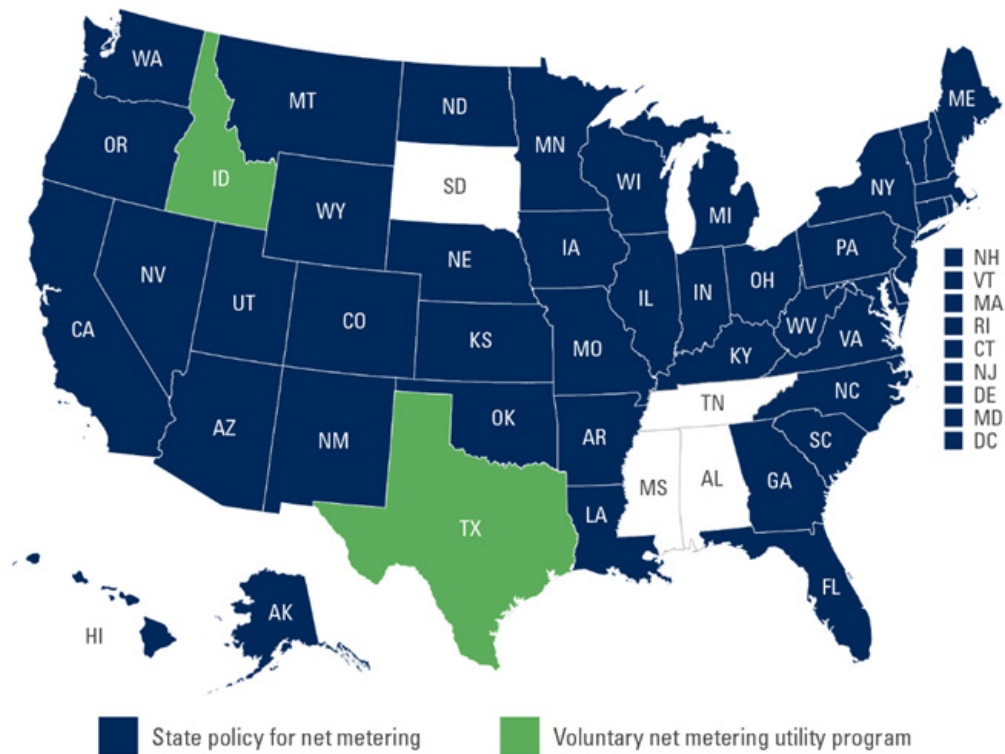 WA
MT
ND
MN
ME
OR
ID
SD
WI
NY
WY
MI
IA
PA
NE
NV
OH
IL
IN
UT
CO
WV
CA
VA
KS
MO
KY
NC
TN
OK
AZ
AR
SC
NM
MS
AL
GA
LA
TX
FL
AK
HI
NH
VT
MA
RI
CT
NJ
DE
MD
DC
State policy for net metering
Voluntary net metering utility program